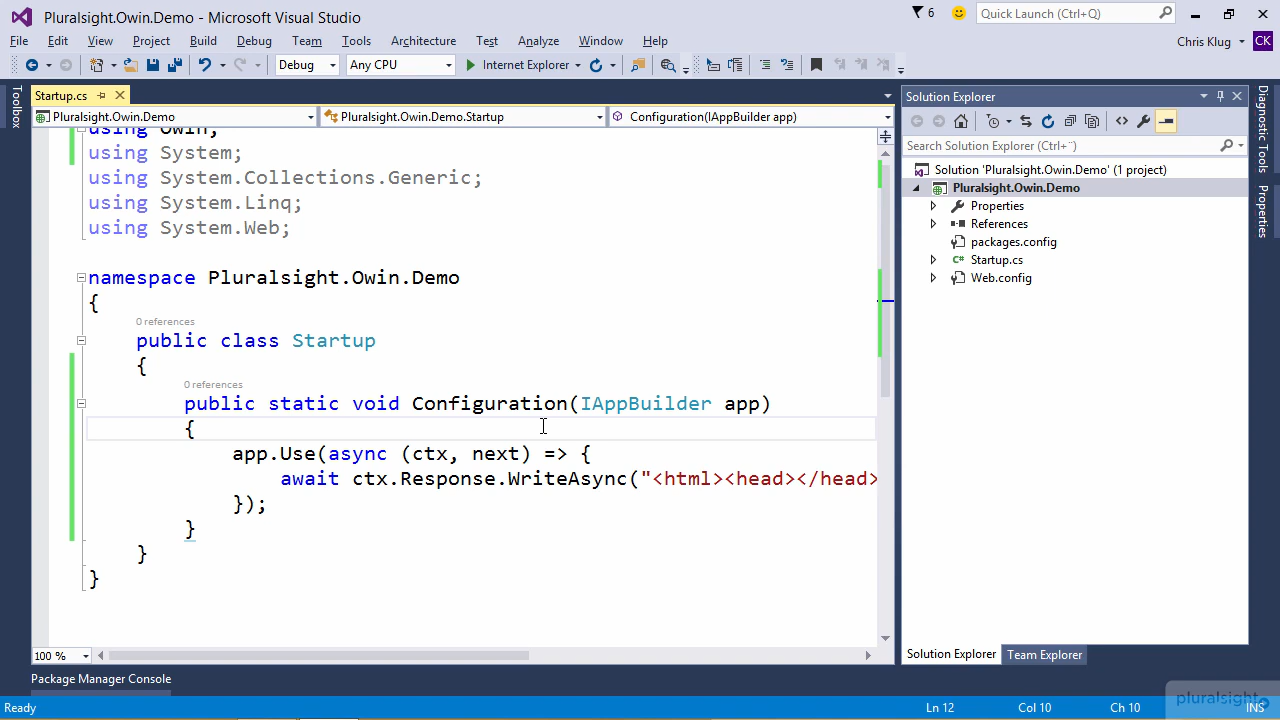 Pluralsight.Owin.Demo - Microsoft Visual Studio
6
Quick Launch (Ctrl+Q)
File Edit View Project Build Debug Team Tools Architecture Test Analyze Window Help
Chris Klug
CK
Debug
Any CPU
Internet Explorer
Toolbox
Startup.cs
Pluralsight.Owin.Demo
Pluralsight.Owin.Demo.Startup
Configuration(IAppBuilder app)
using Owin;
using System;
using System.Collections.Generic;
using System.Linq;
using System.Web;
namespace Pluralsight.Owin.Demo
{
0 references
public class Startup
{
0 references
public static void Configuration(IAppBuilder app)
{
app.Use(async (ctx, next) => {
await ctx.Response.WriteAsync("<html><head></head>
});
}
}
}
100 %
Solution Explorer
Search Solution Explorer (Ctrl+¨)
Solution 'Pluralsight.Owin.Demo' (1 project)
Pluralsight.Owin.Demo
Properties
References
packages.config
Startup.cs
Web.config
Solution Explorer
Team Explorer
Diagnostic Tools
Properties
Package Manager Console
Ready
Ln 12
Col 10
Ch 10
INS
pluralsight